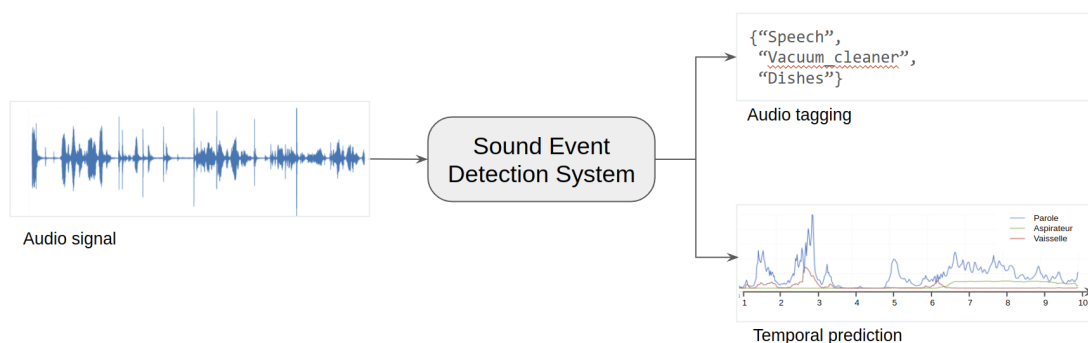 {“Speech”,
“Vacuum_cleaner”,
“Dishes”}
Audio tagging
Sound Event
Detection System
Audio signal
Parole
Aspirateur
Vaisselle
1 2 3 4 5 6 7 8 9 10
Temporal prediction